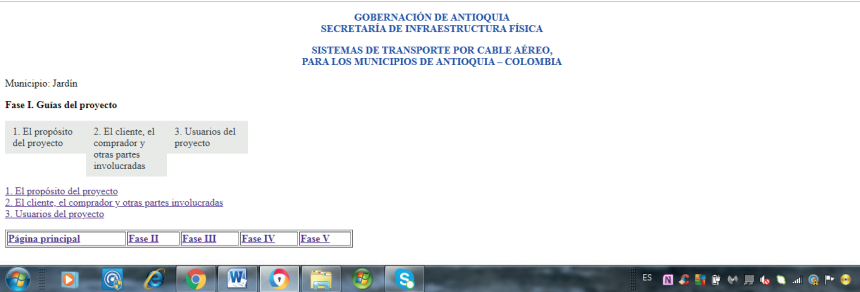 GOBERNACIÓN DE ANTIOQUIA
SECRETARÍA DE INFRAESTRUCTURA FÍSICA
SISTEMAS DE TRANSPORTE POR CABLE AÉREO,
PARA LOS MUNICIPIOS DE ANTIOQUIA – COLOMBIA
Municipio: Jardín
Fase I. Guías del proyecto
1. El propósito
del proyecto
2. El cliente, el
comprador y
otras partes
involucradas
3. Usuarios del
proyecto
1. El propósito del proyecto
2. El cliente, el comprador y otras partes involucradas
3. Usuarios del proyecto
Página principal Fase II Fase III Fase IV Fase V
ES